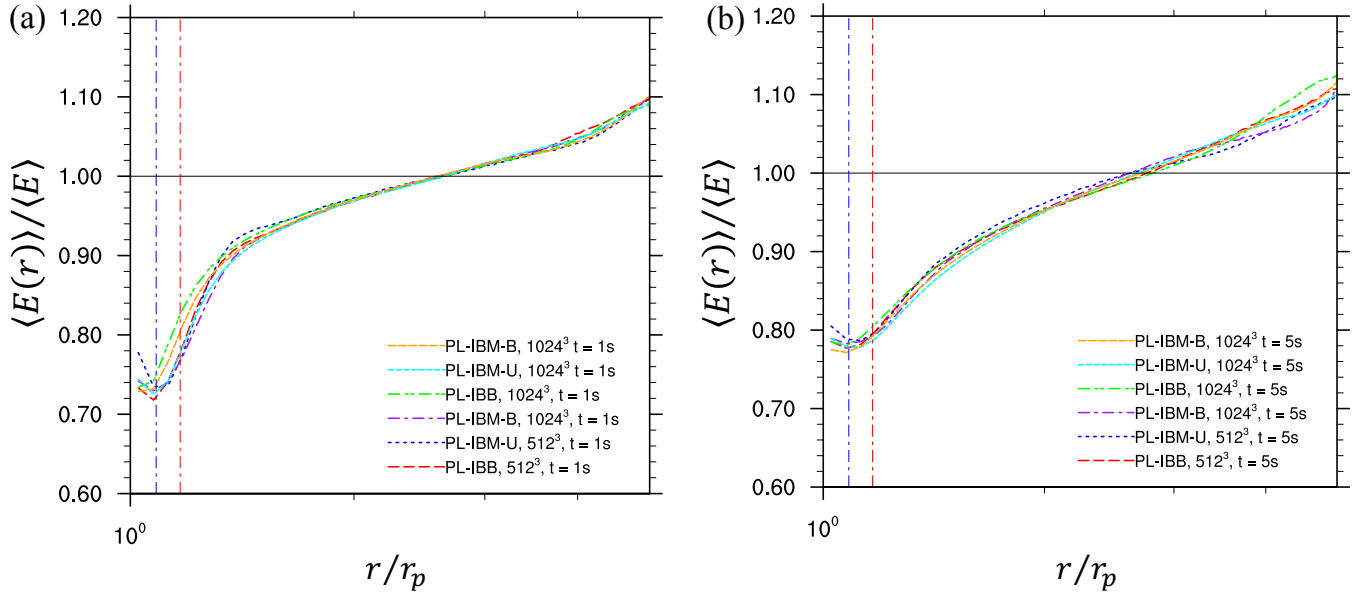 (a)
1.20
1.10
1.00
0.90
0.80
0.70
0.60
⟨E(r)⟩/⟨E⟩
PL-IBM-B, 1024³ t = 1s
PL-IBM-U, 1024³ t = 1s
PL-IBB, 1024³, t = 1s
PL-IBM-B, 1024³, t = 1s
PL-IBM-U, 512³, t = 1s
PL-IBB, 512³, t = 1s
10⁰
r/rₚ
(b)
1.20
1.10
1.00
0.90
0.80
0.70
0.60
⟨E(r)⟩/⟨E⟩
PL-IBM-B, 1024³ t = 5s
PL-IBM-U, 1024³ t = 5s
PL-IBB, 1024³, t = 5s
PL-IBM-B, 1024³, t = 5s
PL-IBM-U, 512³, t = 5s
PL-IBB, 512³, t = 5s
10⁰
r/rₚ